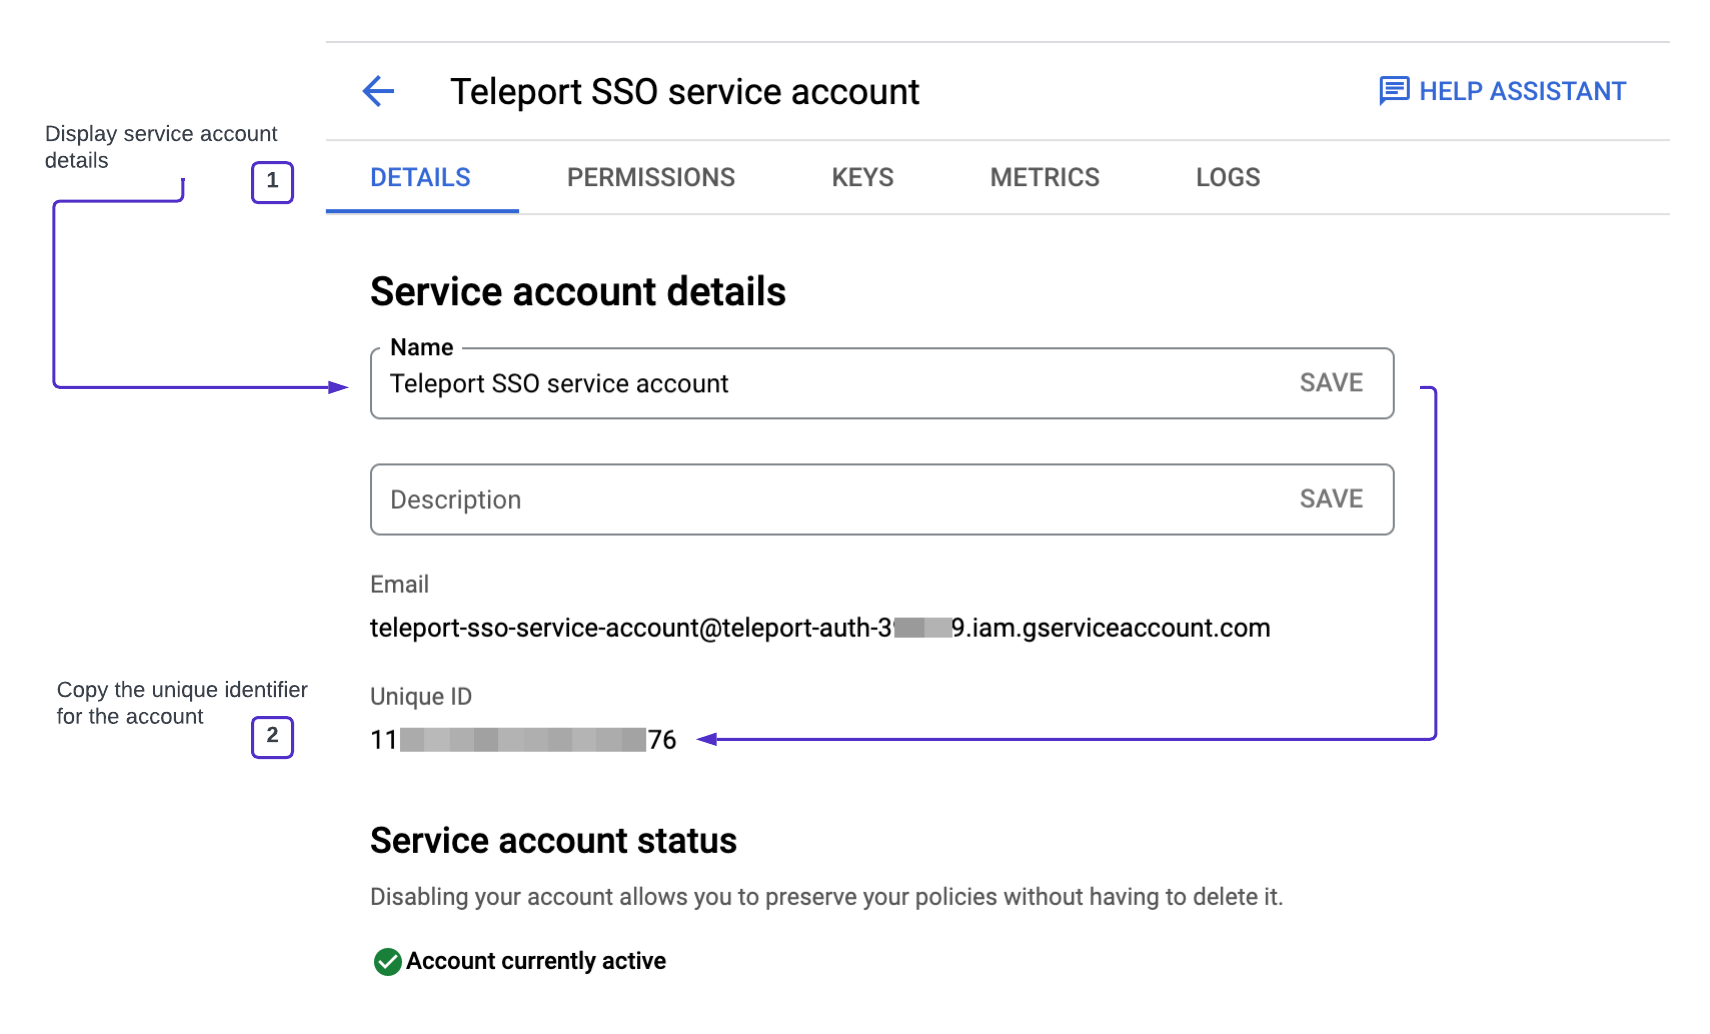 Teleport SSO service account
HELP ASSISTANT
Display service account
details
1
DETAILS PERMISSIONS KEYS METRICS LOGS
Service account details
Name
Teleport SSO service account SAVE
Description SAVE
Email
teleport-sso-service-account@teleport-auth-3 9.iam.gserviceaccount.com
Copy the unique identifier
for the account
2
Unique ID
11 76
Service account status
Disabling your account allows you to preserve your policies without having to delete it.
Account currently active